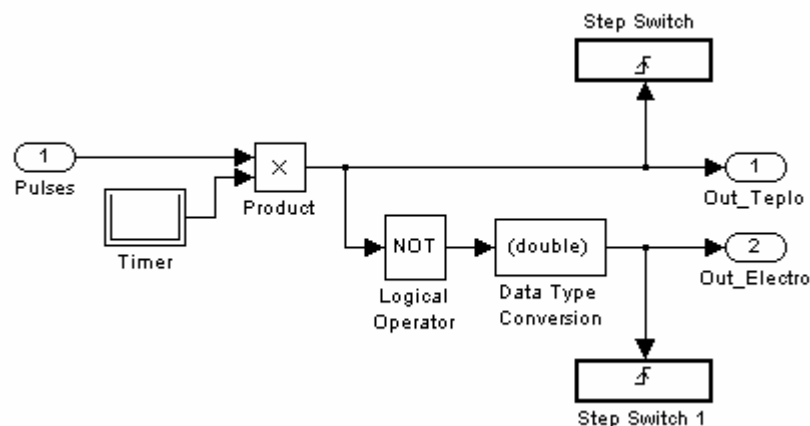 Step Switch
1
Pulses
×
Product
Timer
1
Out_Teplo
NOT
Logical
Operator
(double)
Data Type
Conversion
2
Out_Electro
Step Switch 1